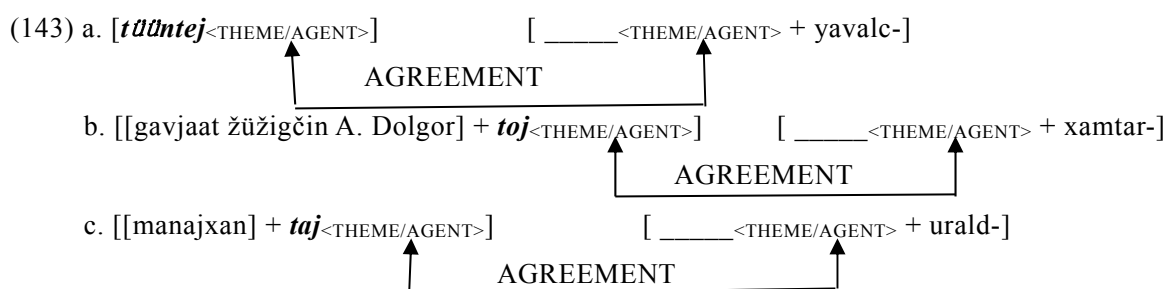 (143) a. [tüüntej<THEME/AGENT>] [ _____<THEME/AGENT> + yavalc-]
AGREEMENT
b. [[gavjaat žüžigčin A. Dolgor] + toj<THEME/AGENT>] [ _____<THEME/AGENT> + xamtar-]
AGREEMENT
c. [[manajxan] + taj<THEME/AGENT>] [ _____<THEME/AGENT> + urald-]
AGREEMENT